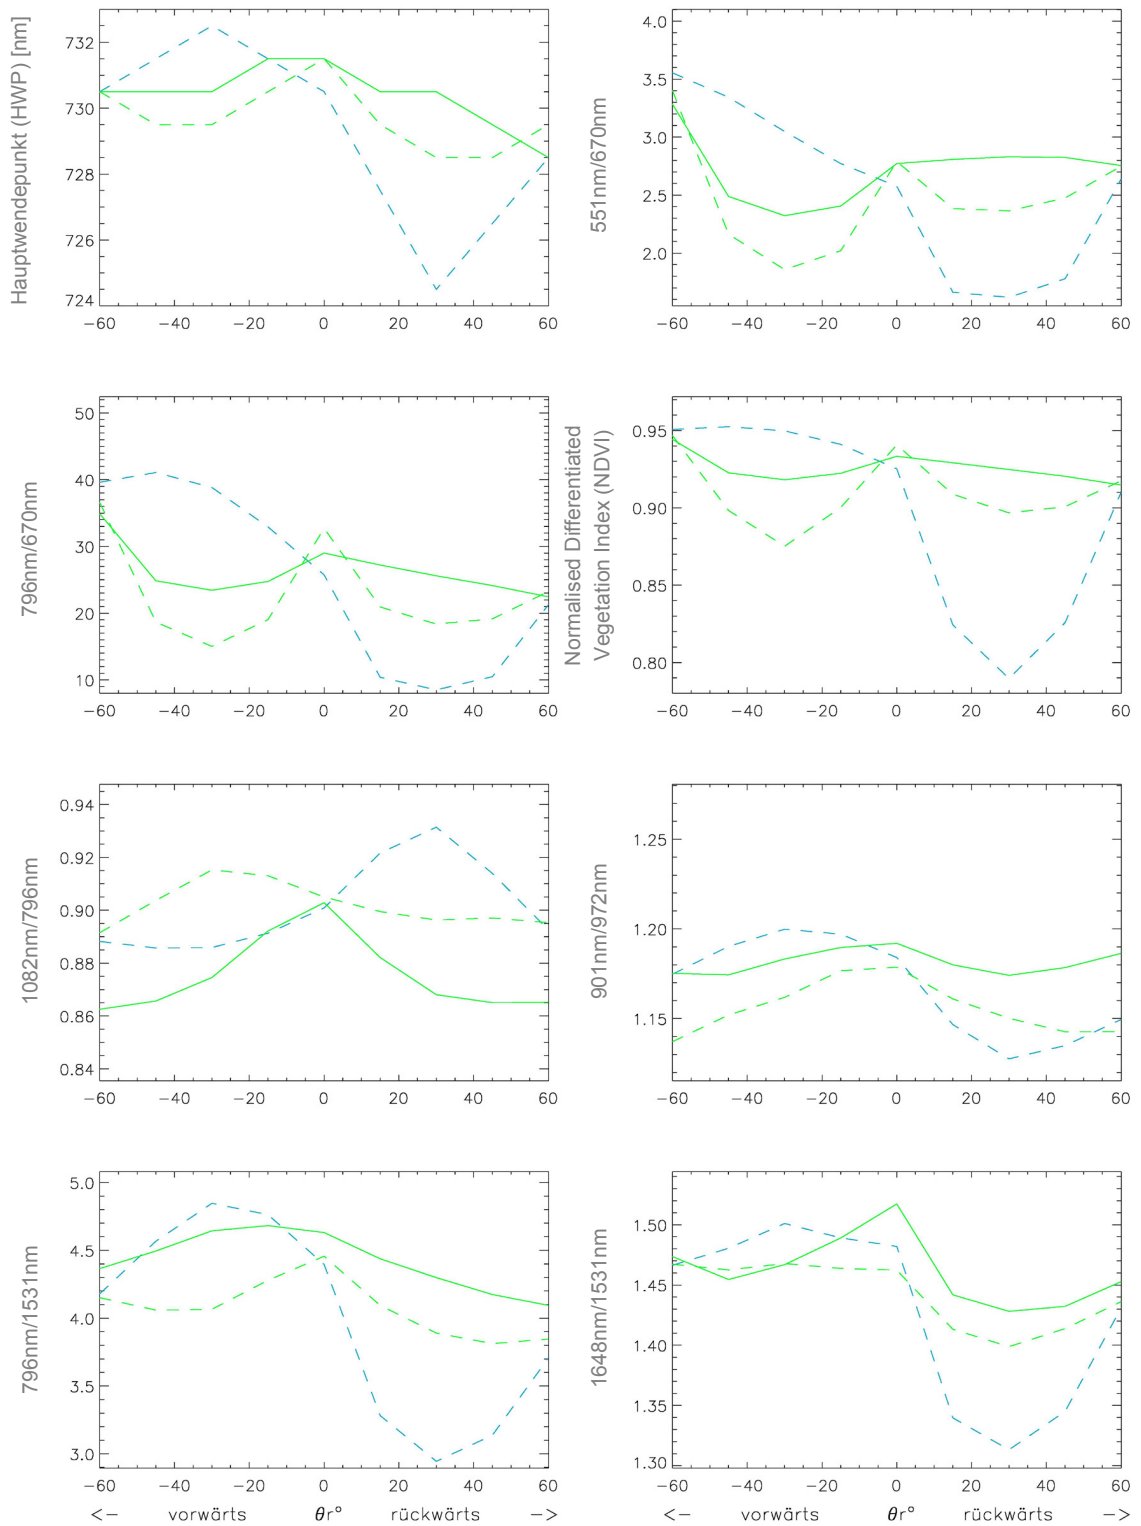 Hauptwendepunkt (HWP) [nm]
732
730
728
726
724
−60 −40 −20 0 20 40 60
551nm/670nm
4.0
3.5
3.0
2.5
2.0
−60 −40 −20 0 20 40 60
796nm/670nm
50
40
30
20
10
−60 −40 −20 0 20 40 60
Normalised Differentiated
Vegetation Index (NDVI)
0.95
0.90
0.85
0.80
−60 −40 −20 0 20 40 60
1082nm/796nm
0.94
0.92
0.90
0.88
0.86
0.84
−60 −40 −20 0 20 40 60
901nm/972nm
1.25
1.20
1.15
−60 −40 −20 0 20 40 60
796nm/1531nm
5.0
4.5
4.0
3.5
3.0
−60 −40 −20 0 20 40 60
<− vorwärts θr° rückwärts −>
1648nm/1531nm
1.50
1.45
1.40
1.35
1.30
−60 −40 −20 0 20 40 60
<− vorwärts θr° rückwärts −>